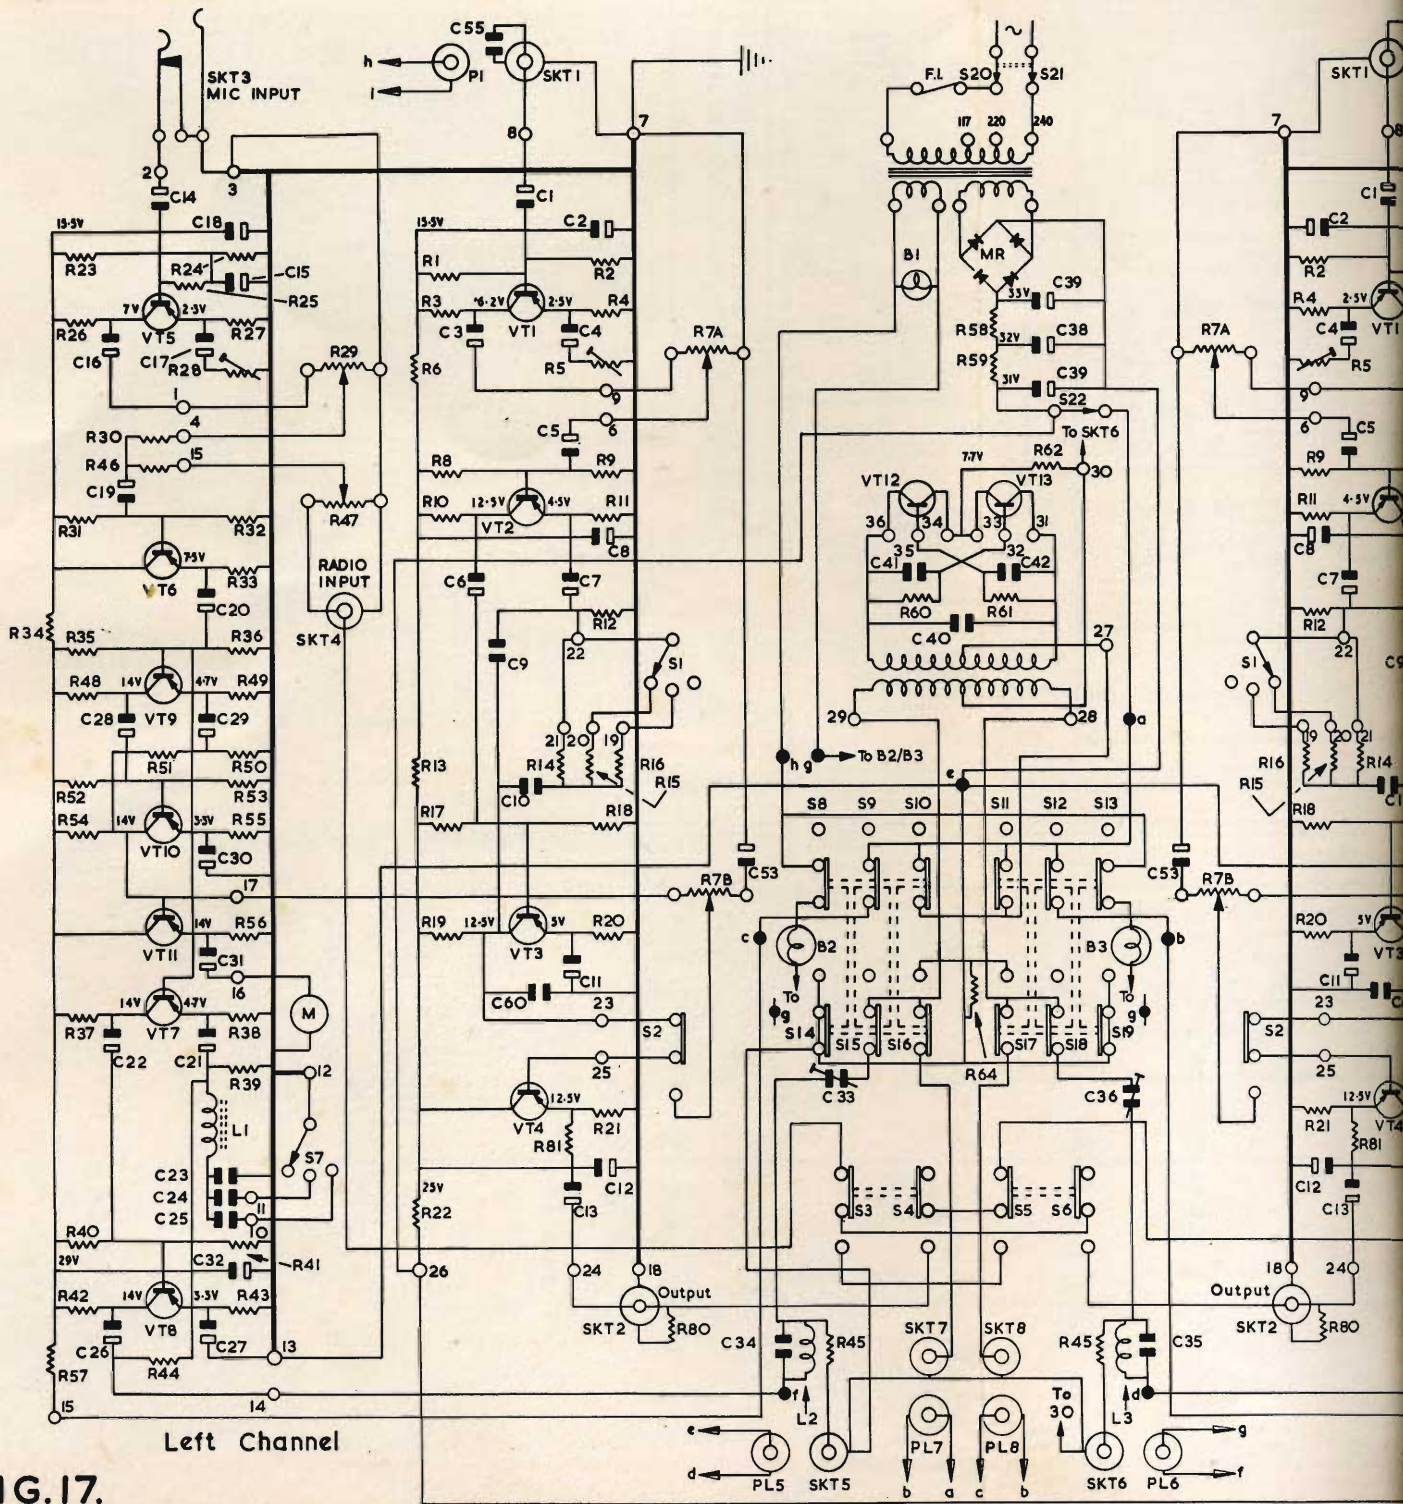 C55
h
P1
i
SKT1
SKT3
MIC INPUT
F.I.
S20
S21
117
220
240
SKT1
8
7
7
8
2
3
C14
C1
C1
15·5V
C18
15·5V
C2
C2
R23
R24
C15
R1
R2
B1
MR
R2
R25
7V
2·3V
R3
·6·2V
2·5V
R4
33V
C39
R4
2·5V
R26
VT5
R27
C3
VT1
C4
R7A
R58
32V
C38
R7A
C4
VT1
C16
C17
R28
R29
R6
R5
R59
31V
C39
R5
1
9
S22
9
4
6
To SKT6
6
R30
R46
15
C5
7·7V
R62
30
C5
C19
R8
R9
VT12
VT13
R9
R10
12·5V
4·5V
R11
R11
4·5V
R31
R32
R47
VT2
36
34
33
31
C8
35
32
C8
7·5V
R33
RADIO
INPUT
C6
C7
C41
C42
C7
VT6
C20
R60
R61
R12
C40
R12
R34
R35
R36
SKT4
22
S1
27
S1
22
C9
C9
R48
14V
4·7V
R49
C28
VT9
C29
29
28
a
21
20
19
19
20
21
R51
R50
R13
R14
R16
h
g
To B2/B3
R16
R14
e
R15
R15
R52
R53
C10
R17
R18
S8
S9
S10
S11
S12
S13
R18
R54
14V
3·3V
R55
VT10
C30
C53
C53
17
R7B
R7B
14V
R56
R19
12·5V
5V
R20
R20
5V
VT11
C31
VT3
c
B2
B3
b
VT3
16
C11
C11
C60
23
To
g
To
g
23
14V
4·7V
M
R37
VT7
R38
S2
S14
S15
S16
S17
S18
S19
S2
C22
C21
25
R64
25
R39
12
C33
C36
12·5V
12·5V
VT4
R21
R21
VT4
L1
R81
R81
S7
C23
C24
11
C25
10
25V
C12
C12
R22
C13
S3
S4
S5
S6
C13
R40
29V
C32
R41
26
24
18
18
24
R42
14V
3·3V
R43
Output
Output
VT8
SKT2
R80
SKT7
SKT8
SKT2
R80
C26
C27
13
C34
R45
R45
C35
R44
R57
f
To
30
d
15
14
L2
L3
Left Channel
e
PL7
PL8
g
d
PL5
SKT5
b
a
c
b
SKT6
PL6
f
IG.17.